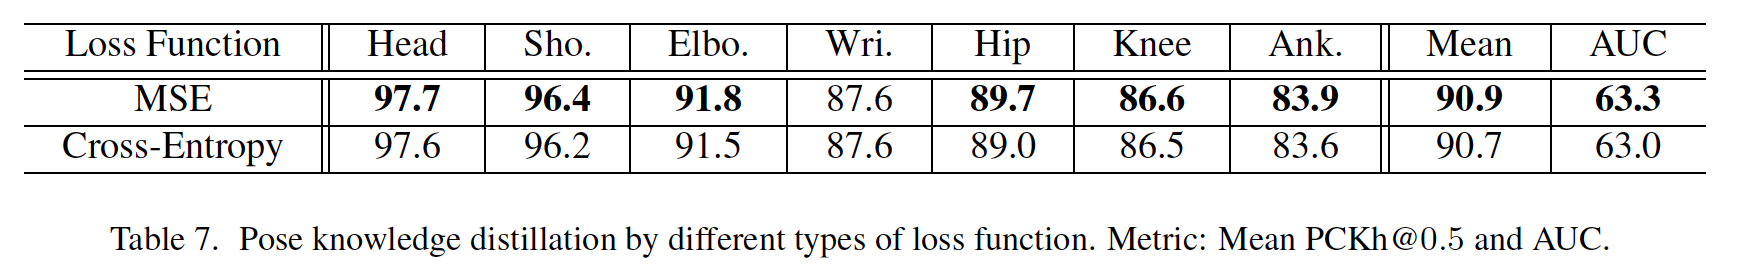 Loss Function Head Sho. Elbo. Wri. Hip Knee Ank. Mean AUC
MSE 97.7 96.4 91.8 87.6 89.7 86.6 83.9 90.9 63.3
Cross-Entropy 97.6 96.2 91.5 87.6 89.0 86.5 83.6 90.7 63.0
Table 7. Pose knowledge distillation by different types of loss function. Metric: Mean PCKh@0.5 and AUC.